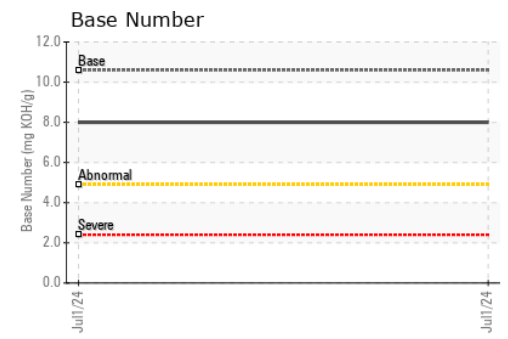 Base Number
12.0
Base
10.0
8.0
6.0
Abnormal
4.0
Severe
2.0
0.0
Base Number (mg KOH/g)
Jul1/24
Jul1/24